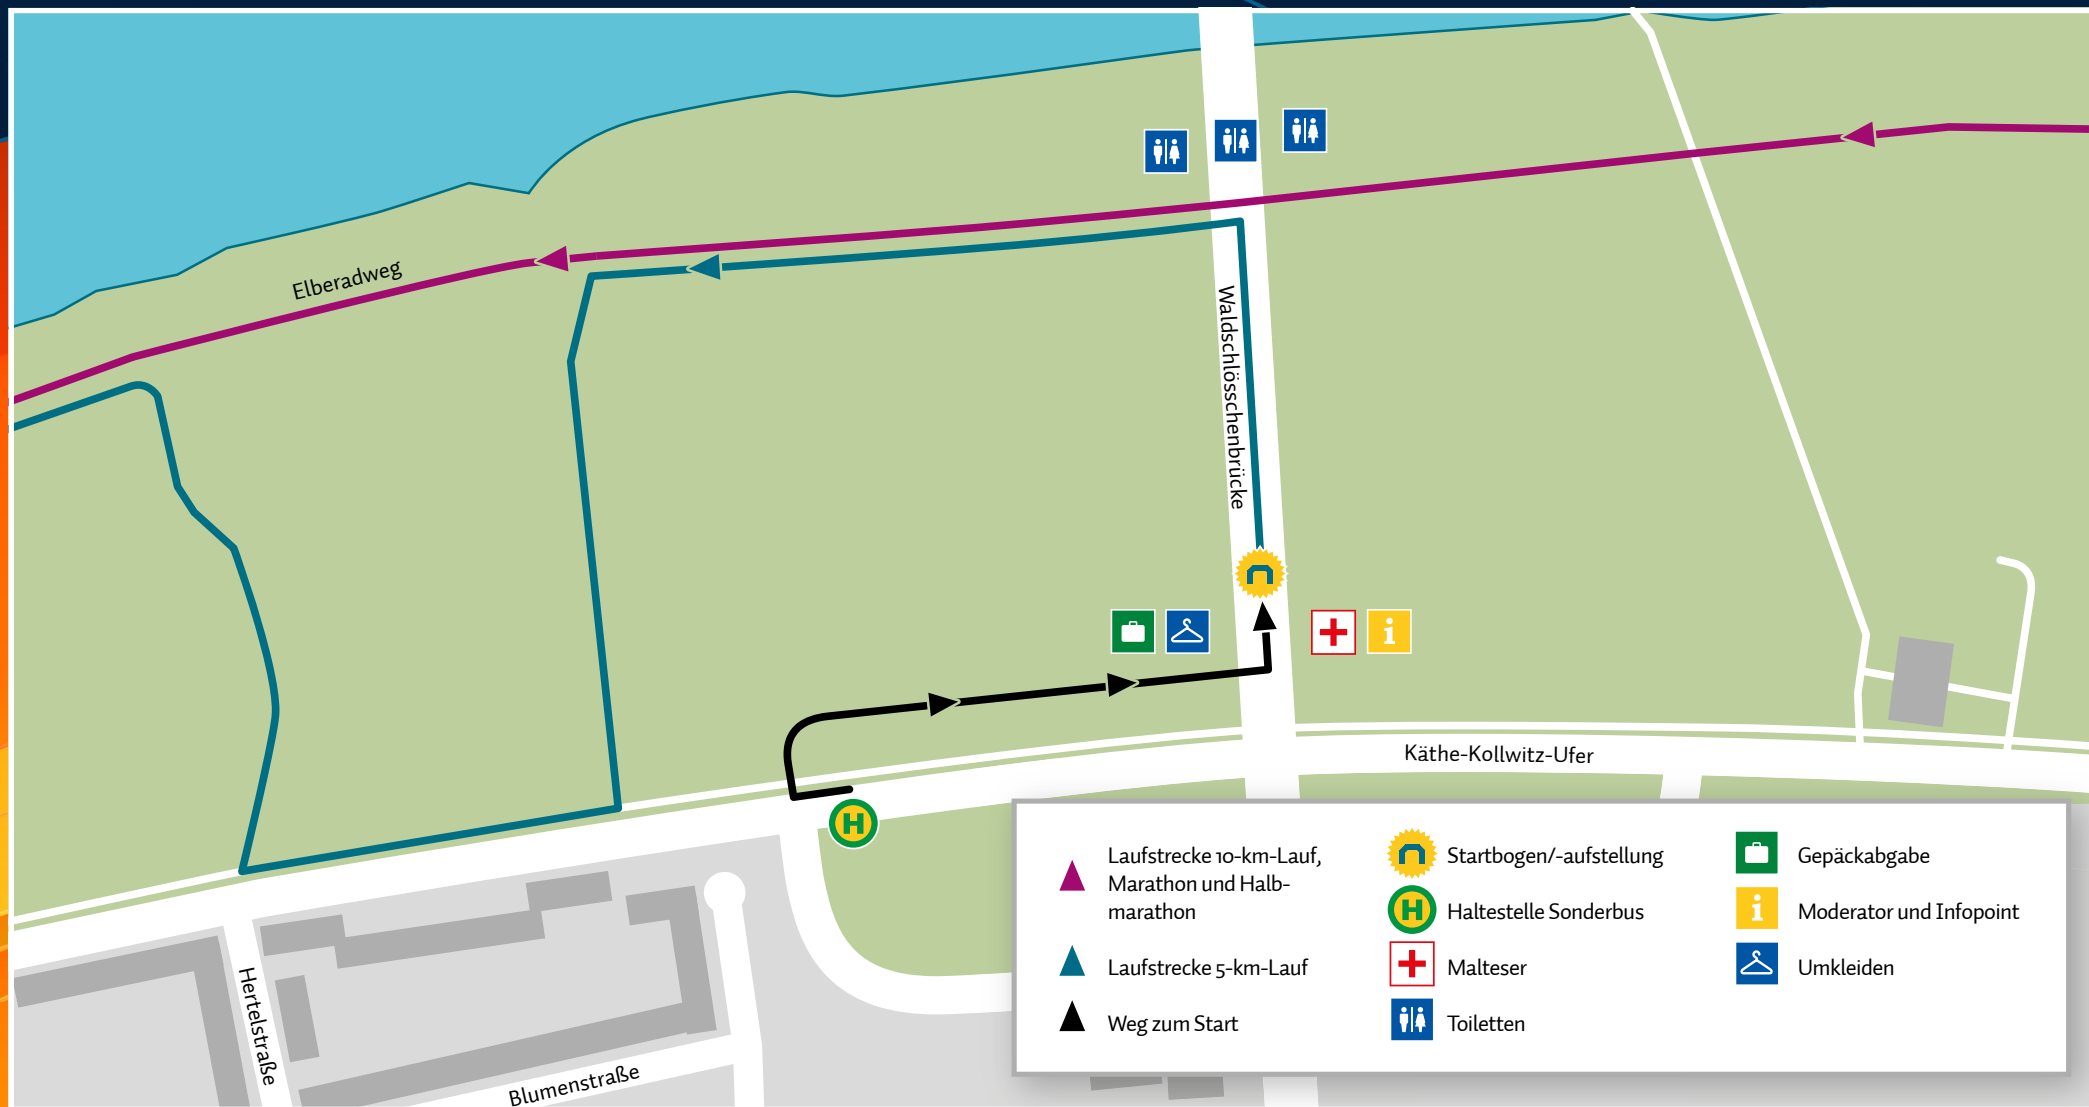 Elberadweg
Waldschlösschenbrücke
Käthe-Kollwitz-Ufer
H
Hertelstraße
Blumenstraße
Laufstrecke 10-km-Lauf,
Marathon und Halb-
marathon
Laufstrecke 5-km-Lauf
Weg zum Start
Startbogen/-aufstellung
H
Haltestelle Sonderbus
Malteser
Toiletten
Gepäckabgabe
i
Moderator und Infopoint
Umkleiden
i